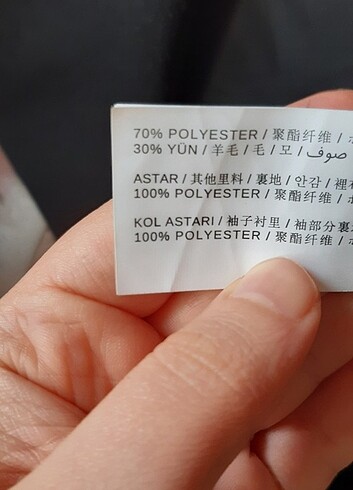 70% POLYESTER / 聚酯纤维 /
30% YÜN / 羊毛 / 毛 / 모 / صوف /
ASTAR / 其他里料 / 裏地 / 안감 / 裡
100% POLYESTER / 聚酯纤维 /
KOL ASTARI / 袖子衬里 / 袖部分裏
100% POLYESTER / 聚酯纤维 /